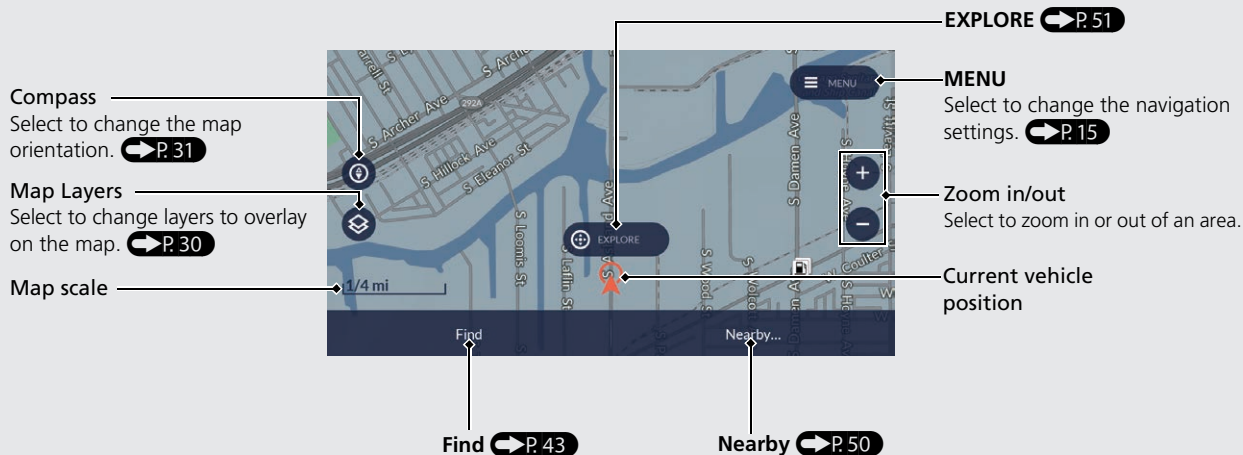 EXPLORE P. 51
MENU
Select to change the navigation
settings. P. 15
Zoom in/out
Select to zoom in or out of an area.
Current vehicle
position
Compass
Select to change the map
orientation. P. 31
Map Layers
Select to change layers to overlay
on the map. P. 30
Map scale
MENU
EXPLORE
292A
S Archer Ave
S Archer Ave
S Hillock Ave
S Eleanor St
S Loomis St
S Laflin St
S Wood S
S Damen Ave
S Damen A
W Coulter
1/4 mi
Find
Nearby...
Find P. 43
Nearby P. 50